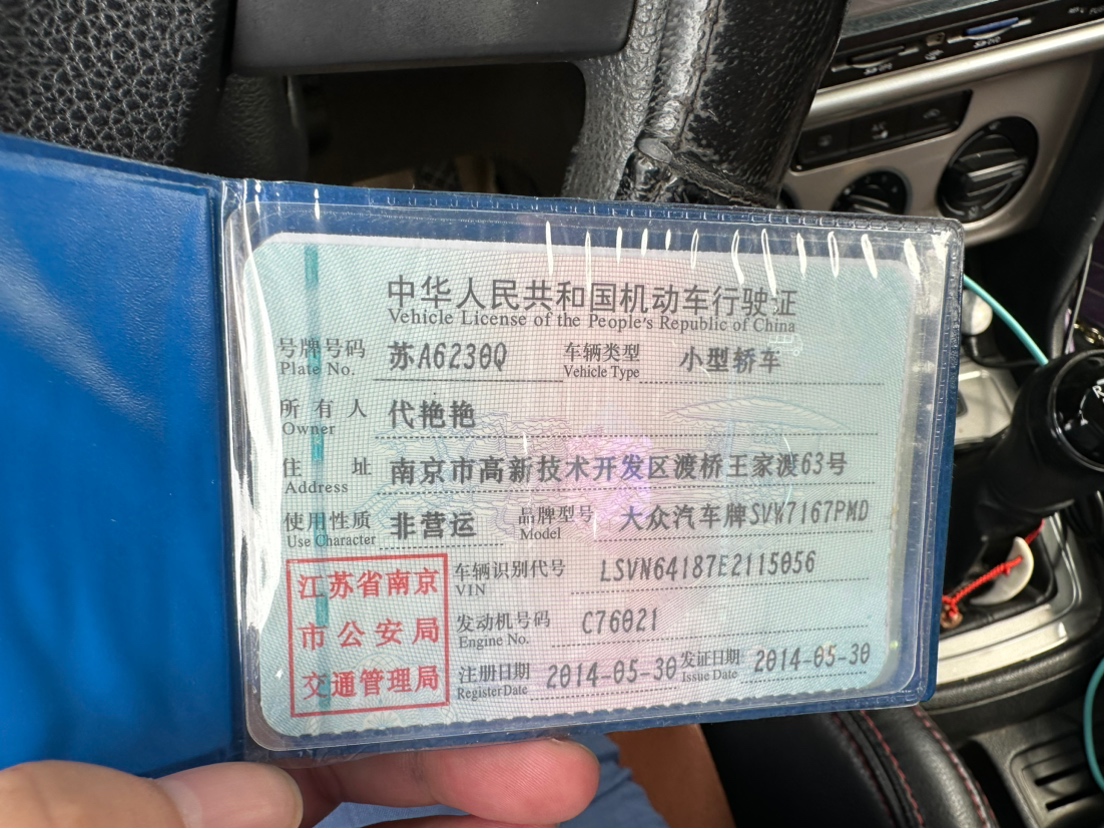 中华人民共和国机动车行驶证
Vehicle License of the People's Republic of China
号牌号码 苏A6230Q 车辆类型 小型轿车
Plate No. Vehicle Type
所有人 代艳艳
Owner
住址 南京市高新技术开发区渡桥王家渡63号
Address
使用性质 非营运 品牌型号 大众汽车牌SVW7167PMD
Use Character Model
江苏省南京
市公安局
交通管理局
车辆识别代号 LSVN64187E2115056
VIN
发动机号码 C76021
Engine No.
注册日期 2014-05-30 发证日期 2014-05-30
Register Date Issue Date